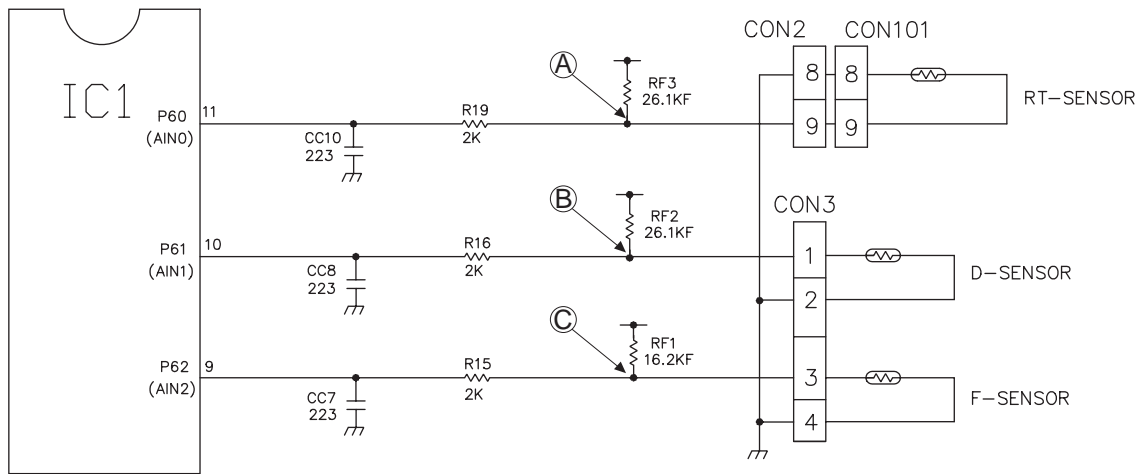 CON2 CON101
IC1
A
RF3
26.1KF
8 8
RT-SENSOR
P60
(AIN0)
11
R19
2K
9 9
CC10
223
B
RF2
26.1KF
CON3
P61
(AIN1)
10
R16
2K
1
D-SENSOR
CC8
223
2
C
RF1
16.2KF
P62
(AIN2)
9
R15
2K
3
F-SENSOR
CC7
223
4